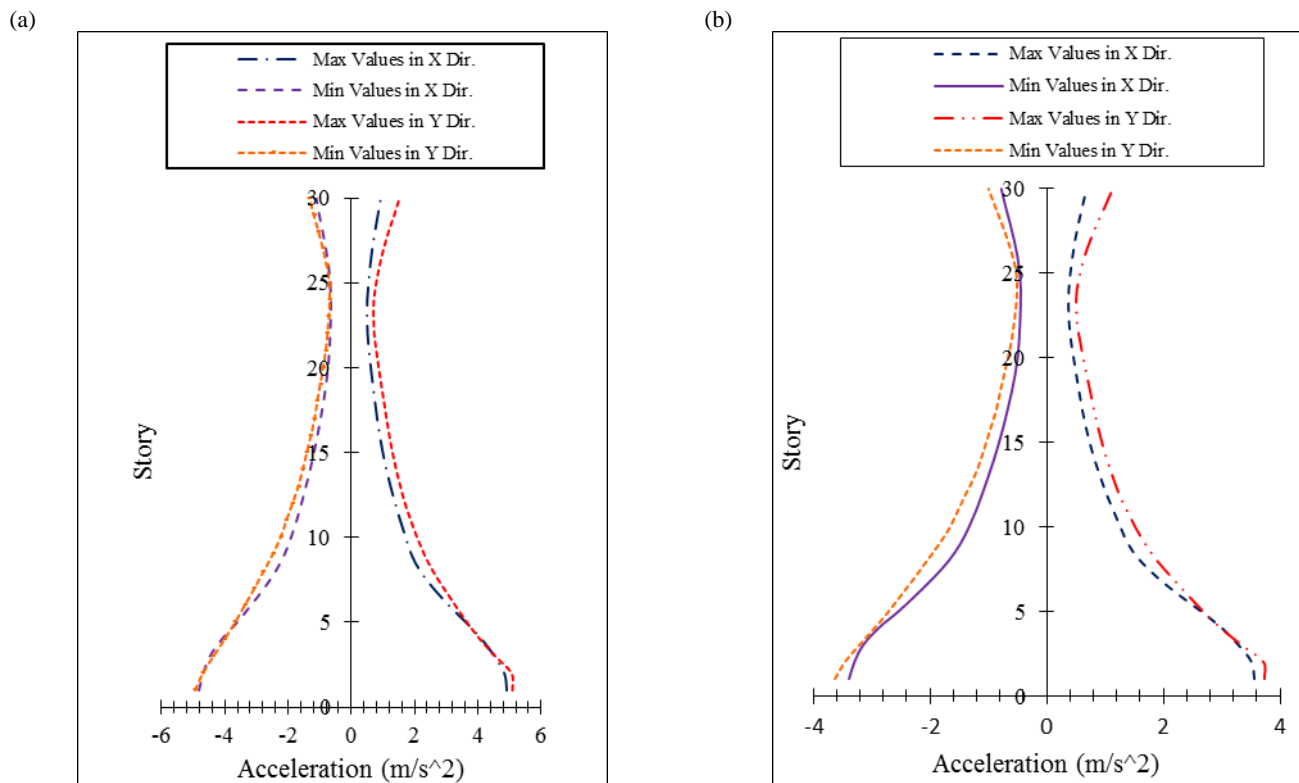 (a)
Max Values in X Dir.
Min Values in X Dir.
Max Values in Y Dir.
Min Values in Y Dir.
30
25
20
15
10
5
0
Story
-6 -4 -2 0 2 4 6
Acceleration (m/s^2)
(b)
Max Values in X Dir.
Min Values in X Dir.
Max Values in Y Dir.
Min Values in Y Dir.
30
25
20
15
10
5
0
Story
-4 -2 0 2 4
Acceleration (m/s^2)